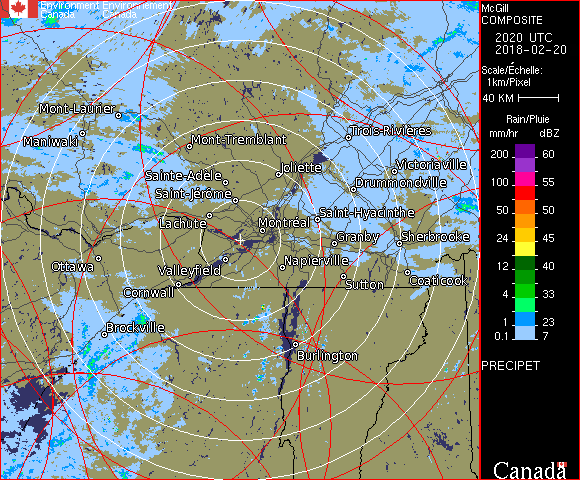 Environment Environnement
Canada Canada
McGill
COMPOSITE
2020 UTC
2018-02-20
Scale/Échelle:
1km/Pixel
40 KM
Rain/Pluie
mm/hr dBZ
200 60
100 55
50 50
24 45
12 40
4 33
1 23
0.1 7
PRECIPET
Canada
Mont-Laurier
Maniwaki
Mont-Tremblant
Trois-Rivières
Joliette
Victoriaville
Sainte-Adèle
Drummondville
Saint-Jérôme
Saint-Hyacinthe
Lachute
Montréal
Granby
Sherbrooke
Ottawa
Valleyfield
Napierville
Cornwall
Sutton
Coaticook
Brockville
Burlington